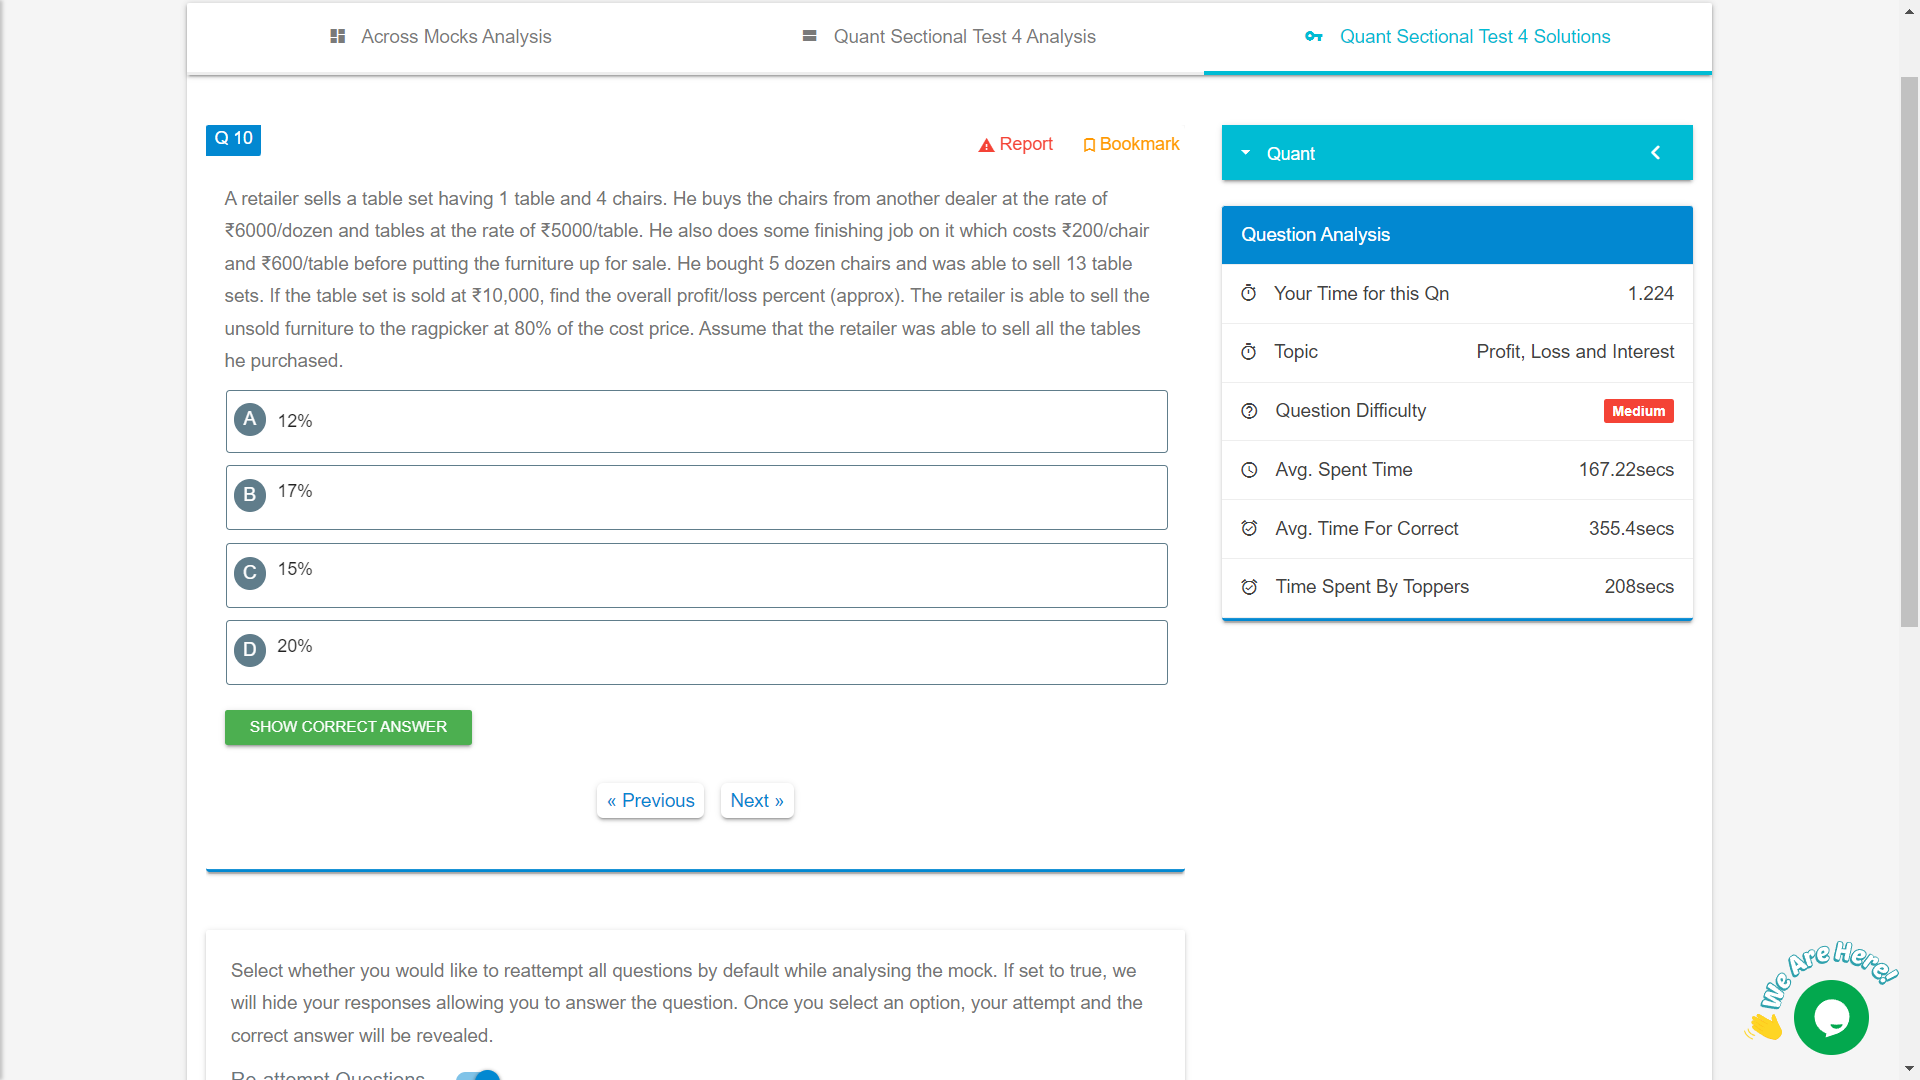 Across Mocks Analysis
Quant Sectional Test 4 Analysis
Quant Sectional Test 4 Solutions
Q 10
Report
Bookmark
A retailer sells a table set having 1 table and 4 chairs. He buys the chairs from another dealer at the rate of
₹6000/dozen and tables at the rate of ₹5000/table. He also does some finishing job on it which costs ₹200/chair
and ₹600/table before putting the furniture up for sale. He bought 5 dozen chairs and was able to sell 13 table
sets. If the table set is sold at ₹10,000, find the overall profit/loss percent (approx). The retailer is able to sell the
unsold furniture to the ragpicker at 80% of the cost price. Assume that the retailer was able to sell all the tables
he purchased.
A 12%
B 17%
C 15%
D 20%
SHOW CORRECT ANSWER
« Previous
Next »
Select whether you would like to reattempt all questions by default while analysing the mock. If set to true, we
will hide your responses allowing you to answer the question. Once you select an option, your attempt and the
correct answer will be revealed.
Re-attempt Questions
Quant
Question Analysis
Your Time for this Qn 1.224
Topic Profit, Loss and Interest
Question Difficulty Medium
Avg. Spent Time 167.22secs
Avg. Time For Correct 355.4secs
Time Spent By Toppers 208secs
We Are Here!